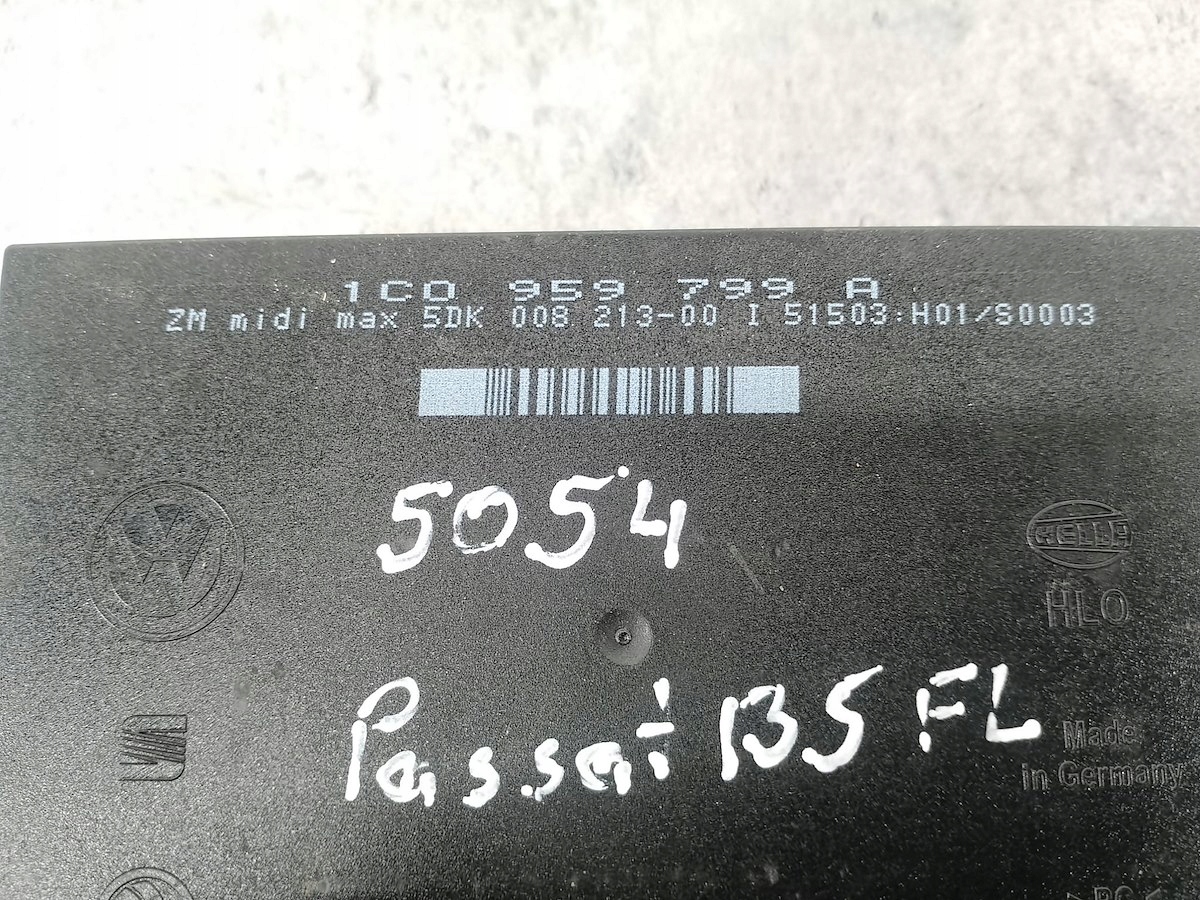 1C0 959 799 A
ZM midi max 5DK 008 213-00 I 51503:H01/S0003
5054
HELLA
HLO
Passat B5 FL
Made
in Germany
> PC <